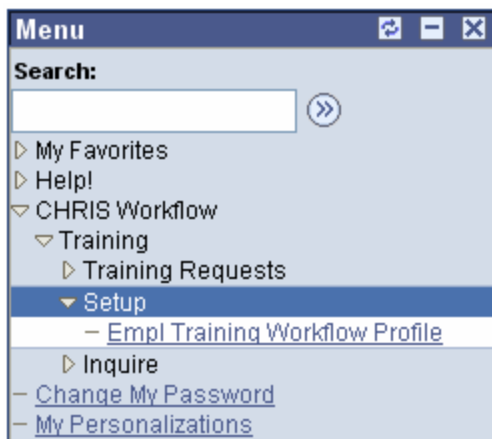 Menu
Search:
My Favorites
Help!
CHRIS Workflow
Training
Training Requests
Setup
Empl Training Workflow Profile
Inquire
Change My Password
My Personalizations